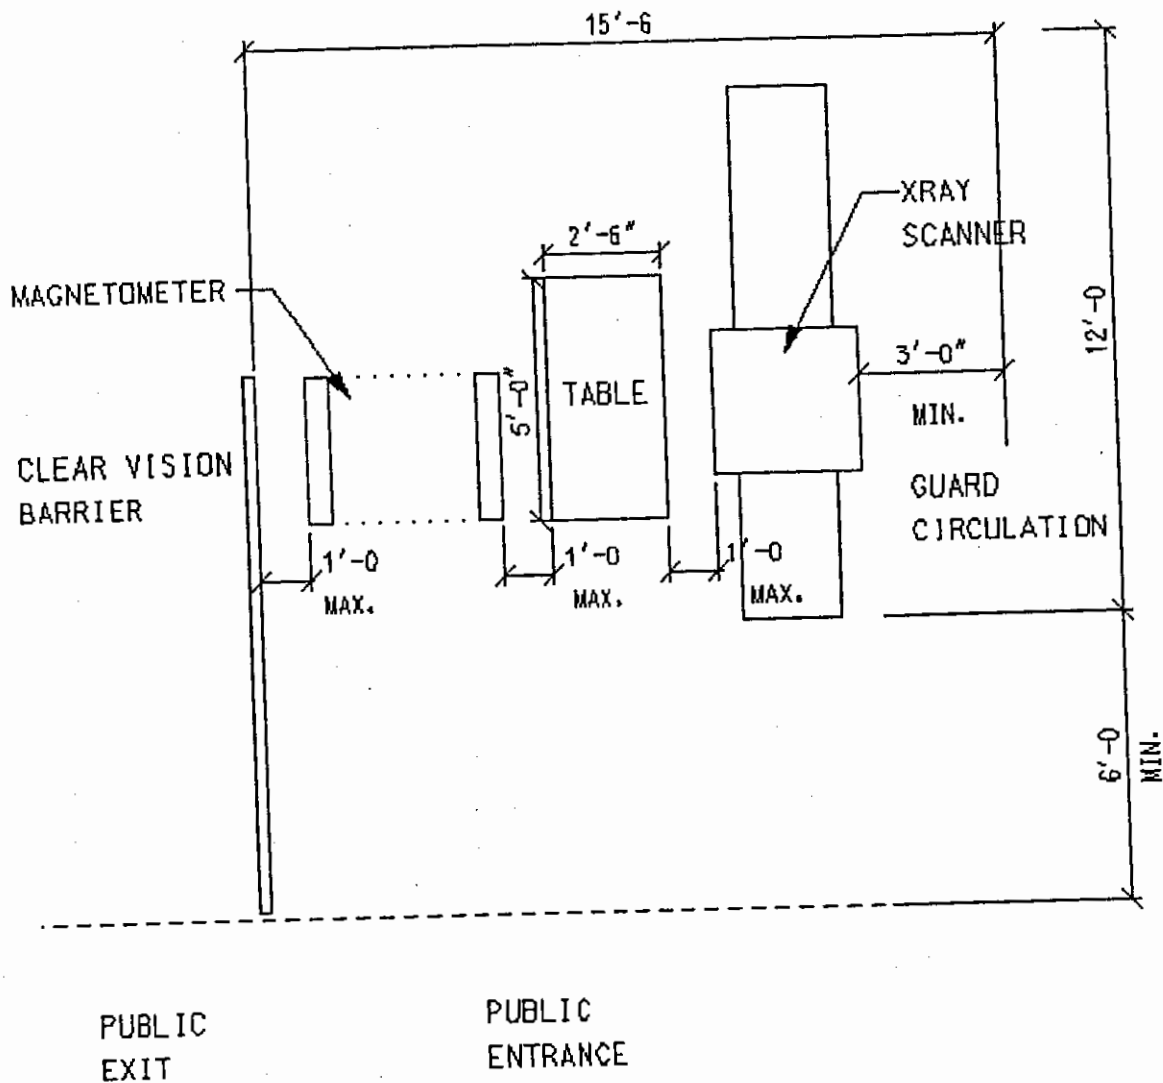 15'-6
XRAY
SCANNER
2'-6"
MAGNETOMETER
12'-0
3'-0"
5'-0"
TABLE
MIN.
CLEAR VISION
BARRIER
GUARD
CIRCULATION
1'-0
MAX.
1'-0
MAX.
1'-0
MAX.
6'-0
MIN.
PUBLIC
EXIT
PUBLIC
ENTRANCE